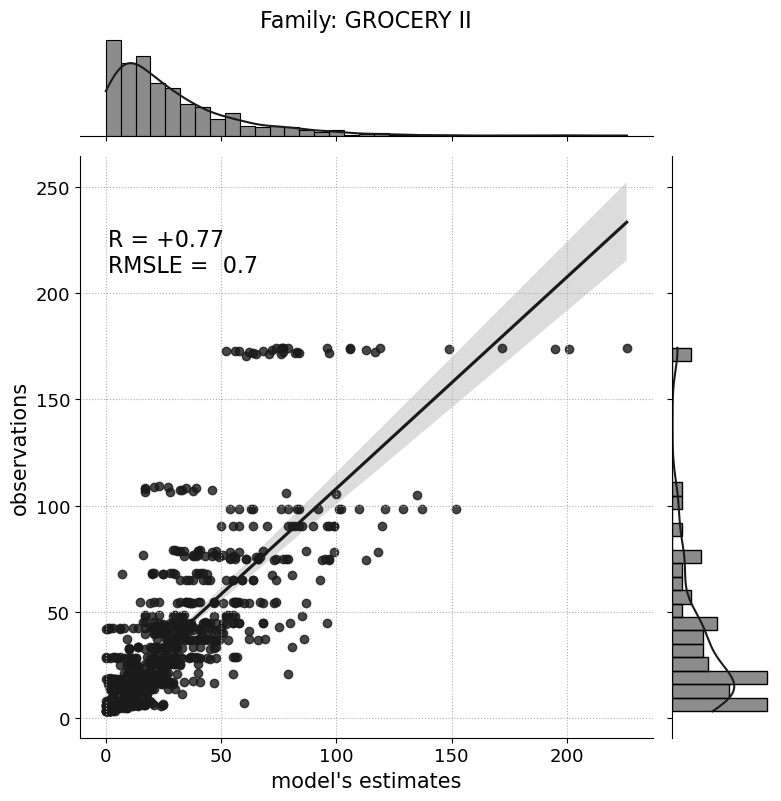 Family: GROCERY II
R = +0.77
RMSLE =  0.7
250
200
150
100
50
0
observations
0 50 100 150 200
model's estimates